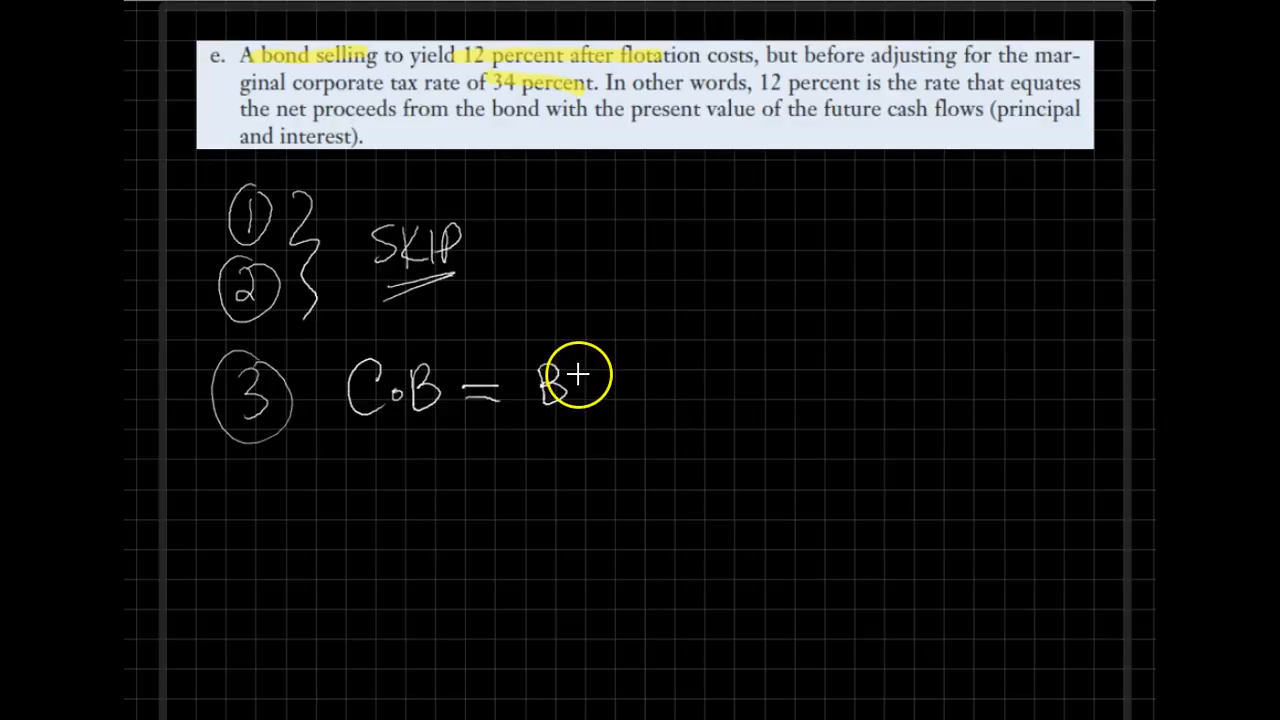 e. A bond selling to yield 12 percent after flotation costs, but before adjusting for the mar-
ginal corporate tax rate of 34 percent. In other words, 12 percent is the rate that equates
the net proceeds from the bond with the present value of the future cash flows (principal
and interest).
1
2
SKIP
3 C.B = B